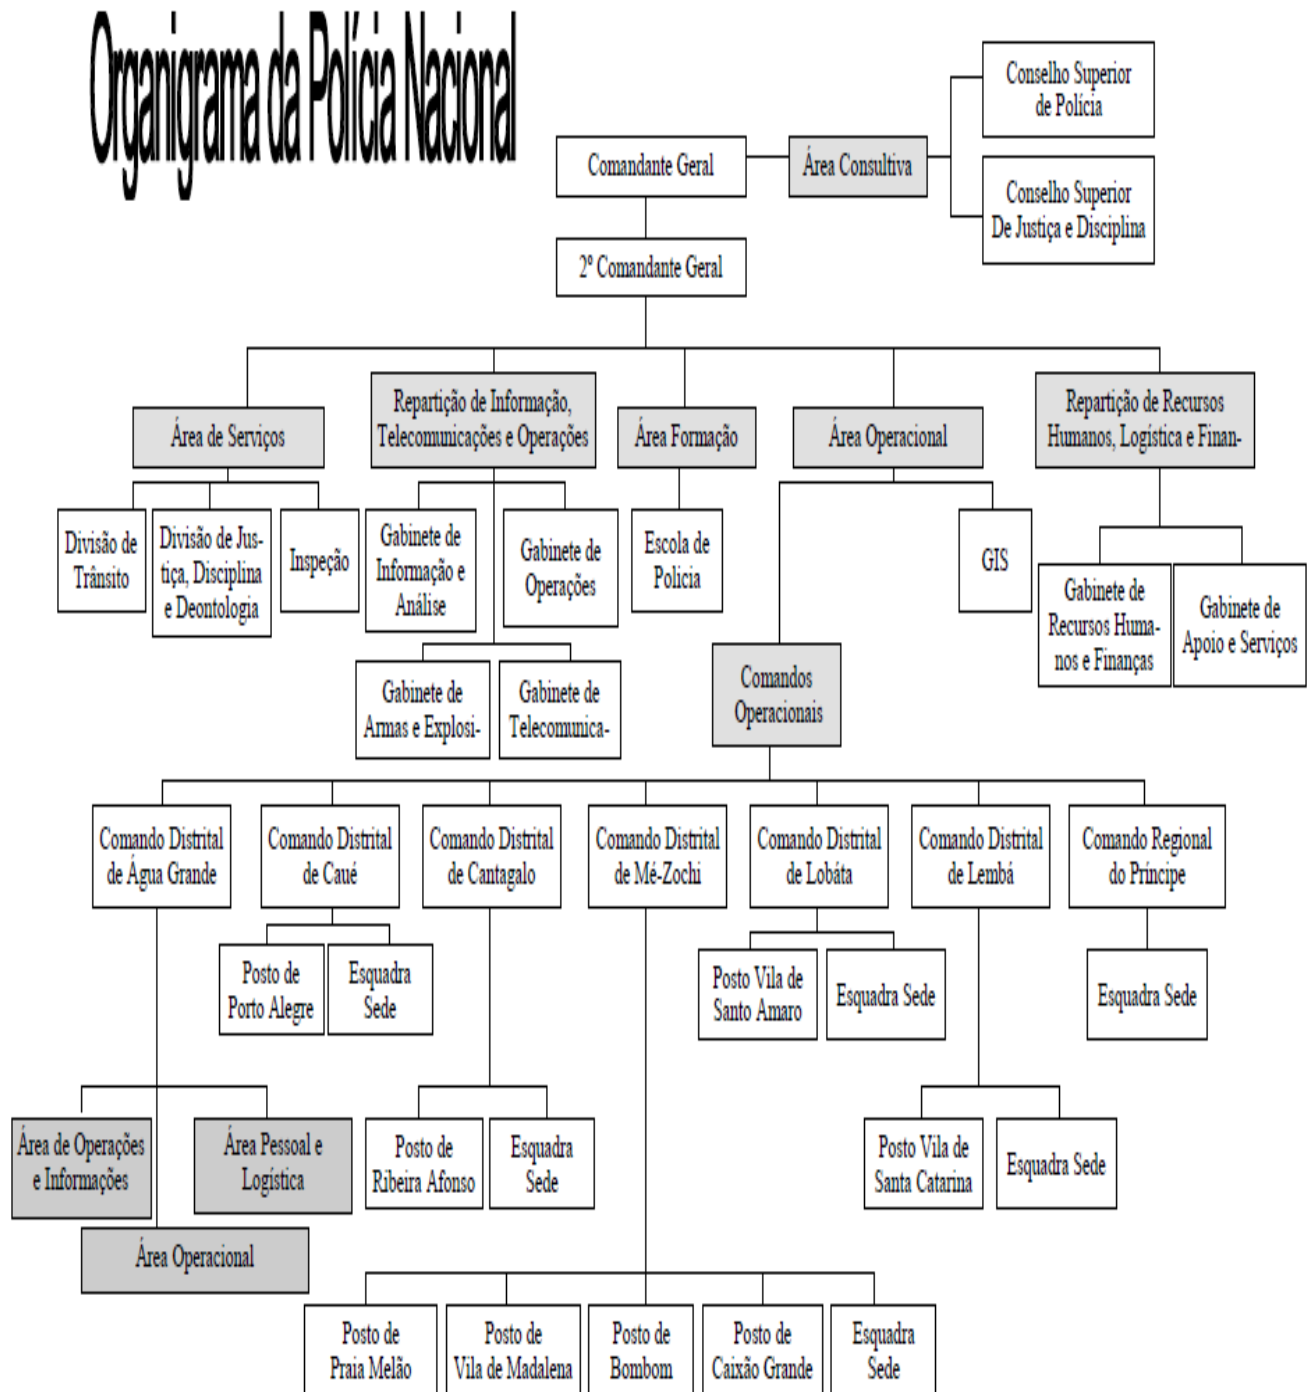 Organigrama da Polícia Nacional
Conselho Superior
de Polícia
Comandante Geral
Área Consultiva
Conselho Superior
De Justiça e Disciplina
2º Comandante Geral
Área de Serviços
Repartição de Informação,
Telecomunicações e Operações
Área Formação
Área Operacional
Repartição de Recursos
Humanos, Logística e Finan-
Divisão de
Trânsito
Divisão de Jus-
tiça, Disciplina
e Deontologia
Inspeção
Gabinete de
Informação e
Análise
Gabinete de
Operações
Escola de
Policia
GIS
Gabinete de
Recursos Huma-
nos e Finanças
Gabinete de
Apoio e Serviços
Gabinete de
Armas e Explosi-
Gabinete de
Telecomunica-
Comandos
Operacionais
Comando Distrital
de Água Grande
Comando Distrital
de Caué
Comando Distrital
de Cantagalo
Comando Distrital
de Mé-Zochi
Comando Distrital
de Lobáta
Comando Distrital
de Lembá
Comando Regional
do Príncipe
Posto de
Porto Alegre
Esquadra
Sede
Posto Vila de
Santo Amaro
Esquadra Sede
Esquadra Sede
Área de Operações
e Informações
Área Pessoal e
Logística
Posto de
Ribeira Afonso
Esquadra
Sede
Posto Vila de
Santa Catarina
Esquadra Sede
Área Operacional
Posto de
Praia Melão
Posto de
Vila de Madalena
Posto de
Bombom
Posto de
Caixão Grande
Esquadra
Sede